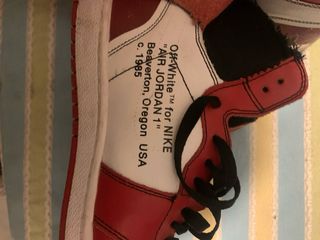 Off-White™ for NIKE
"AIR JORDAN 1"
Beaverton, Oregon USA
c. 1985